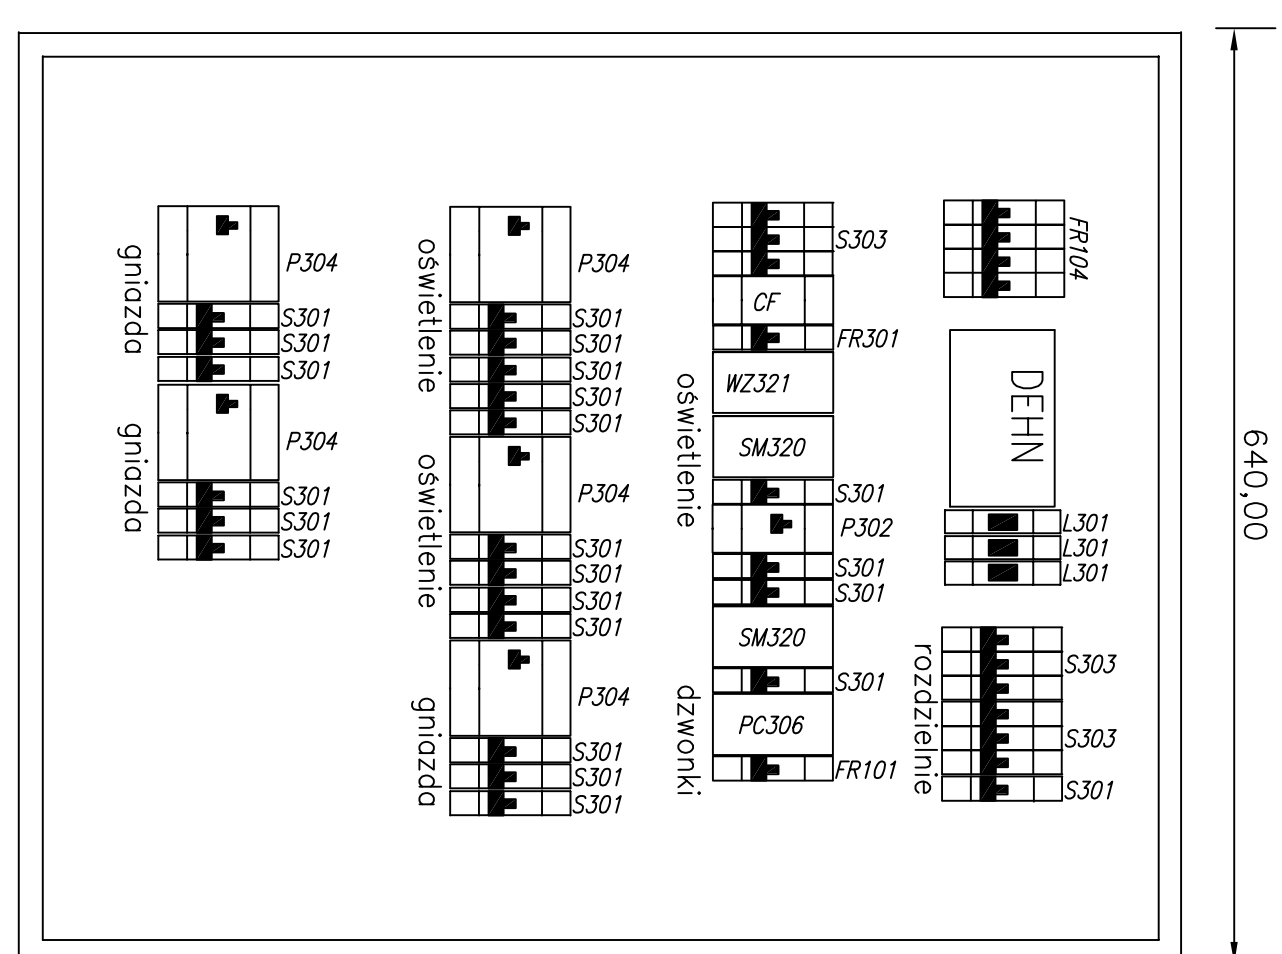 gniazda
P304
S301
S301
S301
gniazda
P304
S301
S301
S301
oświetlenie
P304
S301
S301
S301
S301
S301
oświetlenie
P304
S301
S301
S301
S301
gniazda
P304
S301
S301
S301
S303
CF
FR301
oświetlenie
WZ321
SM320
S301
P302
S301
S301
SM320
S301
dzwonki
PC306
FR101
FR104
DEHN
L301
L301
L301
rozdzielnie
S303
S303
S301
640,00